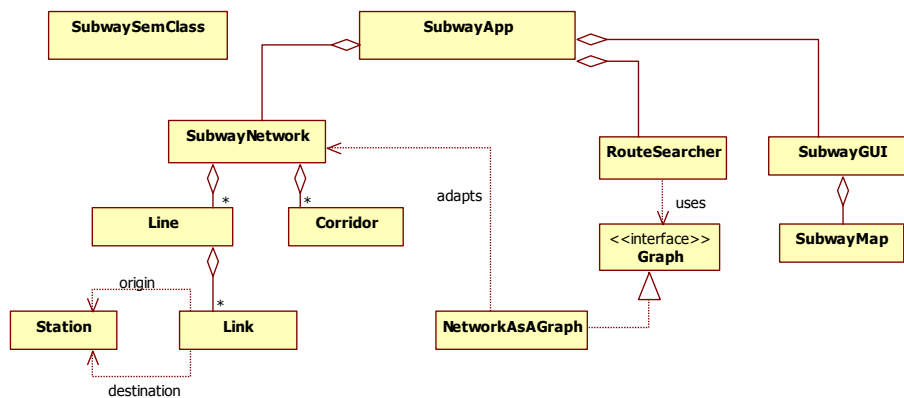 SubwaySemClass
SubwayApp
SubwayNetwork
RouteSearcher
SubwayGUI
adapts
uses
*
*
Line
Corridor
<<interface>>
Graph
SubwayMap
origin
*
Station
Link
NetworkAsAGraph
destination